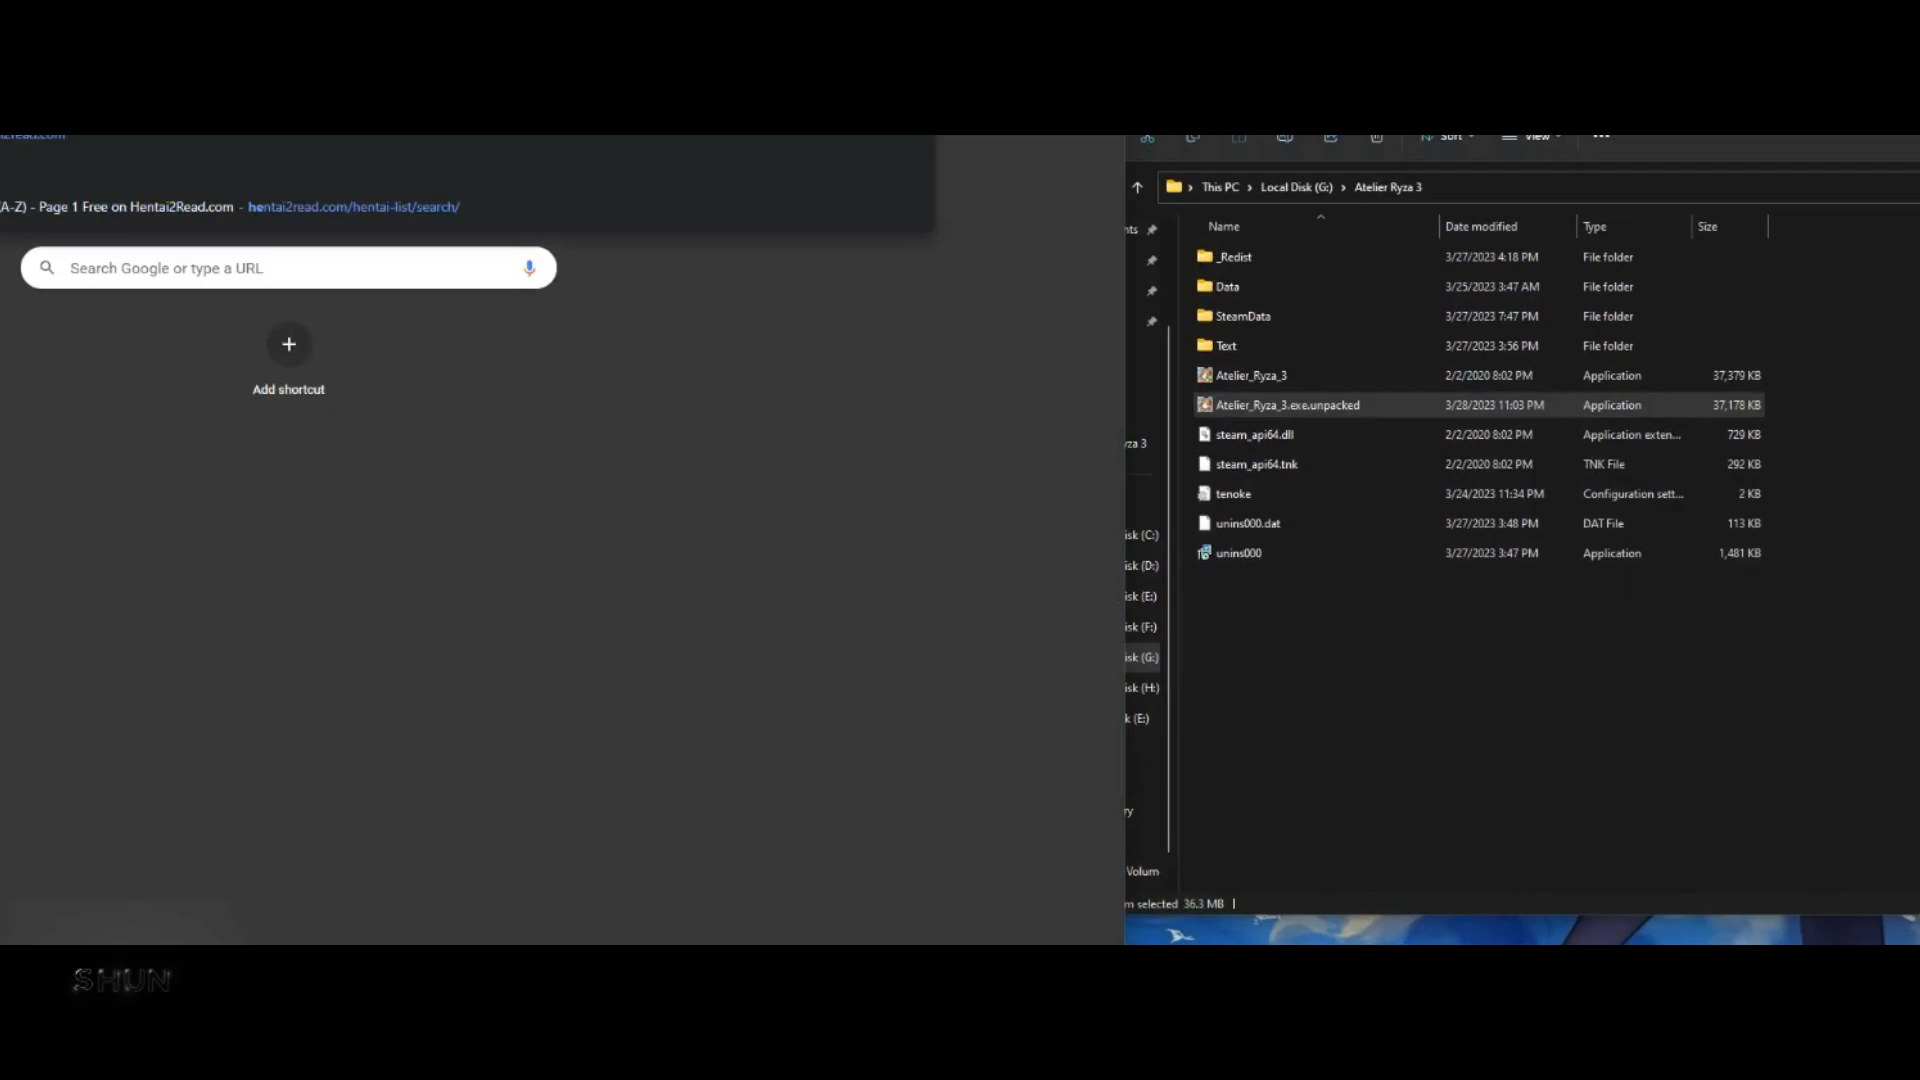 (A-Z) - Page 1 Free on Hentai2Read.com - hentai2read.com/hentai-list/search/
Search Google or type a URL
Add shortcut
Sort
View
This PC > Local Disk (G:) > Atelier Ryza 3
Name Date modified Type Size
_Redist 3/27/2023 4:18 PM File folder
Data 3/25/2023 3:47 AM File folder
SteamData 3/27/2023 7:47 PM File folder
Text 3/27/2023 3:56 PM File folder
Atelier_Ryza_3 2/2/2020 8:02 PM Application 37,379 KB
Atelier_Ryza_3.exe.unpacked 3/28/2023 11:03 PM Application 37,178 KB
steam_api64.dll 2/2/2020 8:02 PM Application exten... 729 KB
steam_api64.tnk 2/2/2020 8:02 PM TNK File 292 KB
tenoke 3/24/2023 11:34 PM Configuration sett... 2 KB
unins000.dat 3/27/2023 3:48 PM DAT File 113 KB
unins000 3/27/2023 3:47 PM Application 1,481 KB
nts
yza 3
isk (C:)
isk (D:)
isk (E:)
isk (F:)
isk (G:)
isk (H:)
k (E:)
ry
Volum
m selected 36.3 MB
SHUN